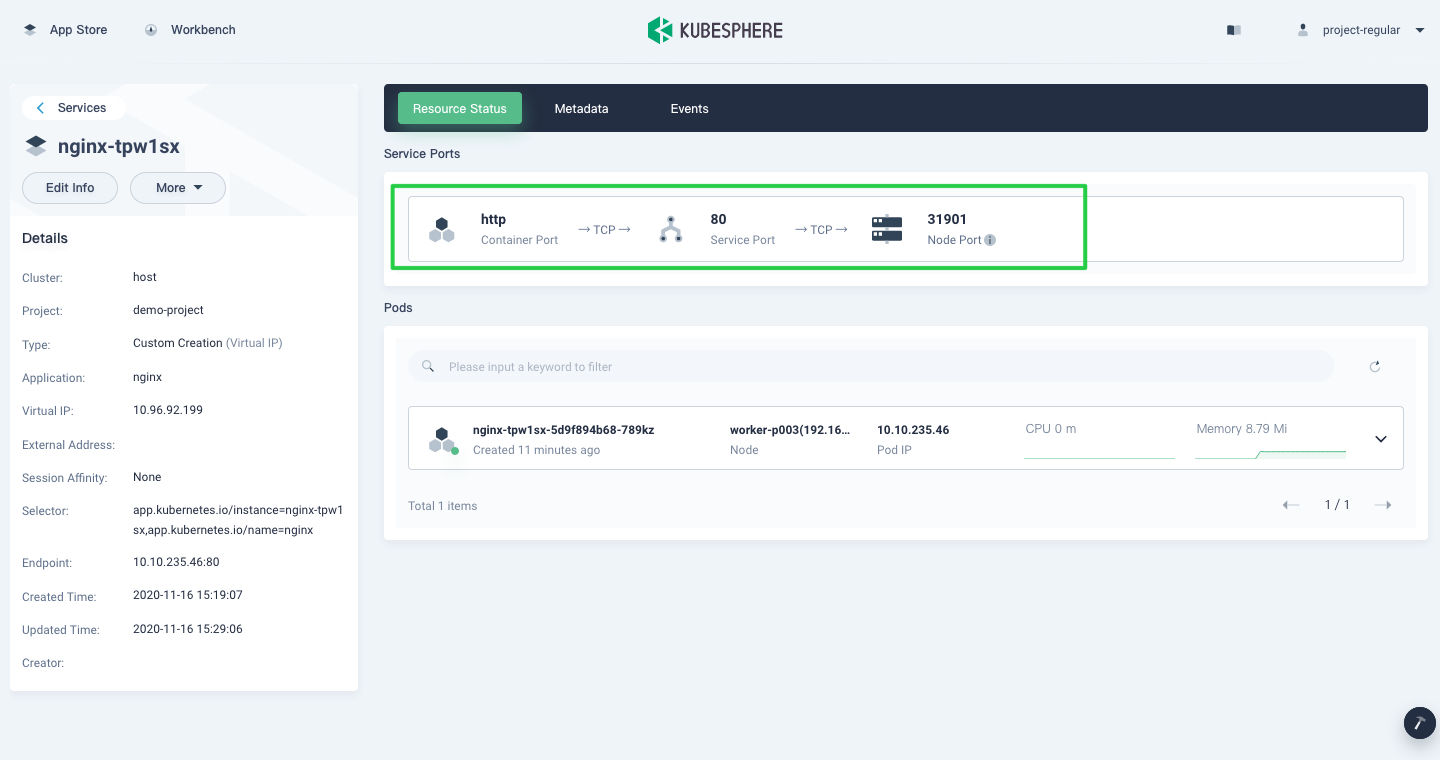 App Store
Workbench
KUBESPHERE
project-regular
Services
nginx-tpw1sx
Edit Info
More
Details
Cluster: host
Project: demo-project
Type: Custom Creation (Virtual IP)
Application: nginx
Virtual IP: 10.96.92.199
External Address:
Session Affinity: None
Selector: app.kubernetes.io/instance=nginx-tpw1
sx,app.kubernetes.io/name=nginx
Endpoint: 10.10.235.46:80
Created Time: 2020-11-16 15:19:07
Updated Time: 2020-11-16 15:29:06
Creator:
Resource Status
Metadata
Events
Service Ports
http
Container Port
→ TCP →
80
Service Port
→ TCP →
31901
Node Port
Pods
Please input a keyword to filter
nginx-tpw1sx-5d9f894b68-789kz
Created 11 minutes ago
worker-p003(192.16...
Node
10.10.235.46
Pod IP
CPU 0 m
Memory 8.79 Mi
Total 1 items
1 / 1